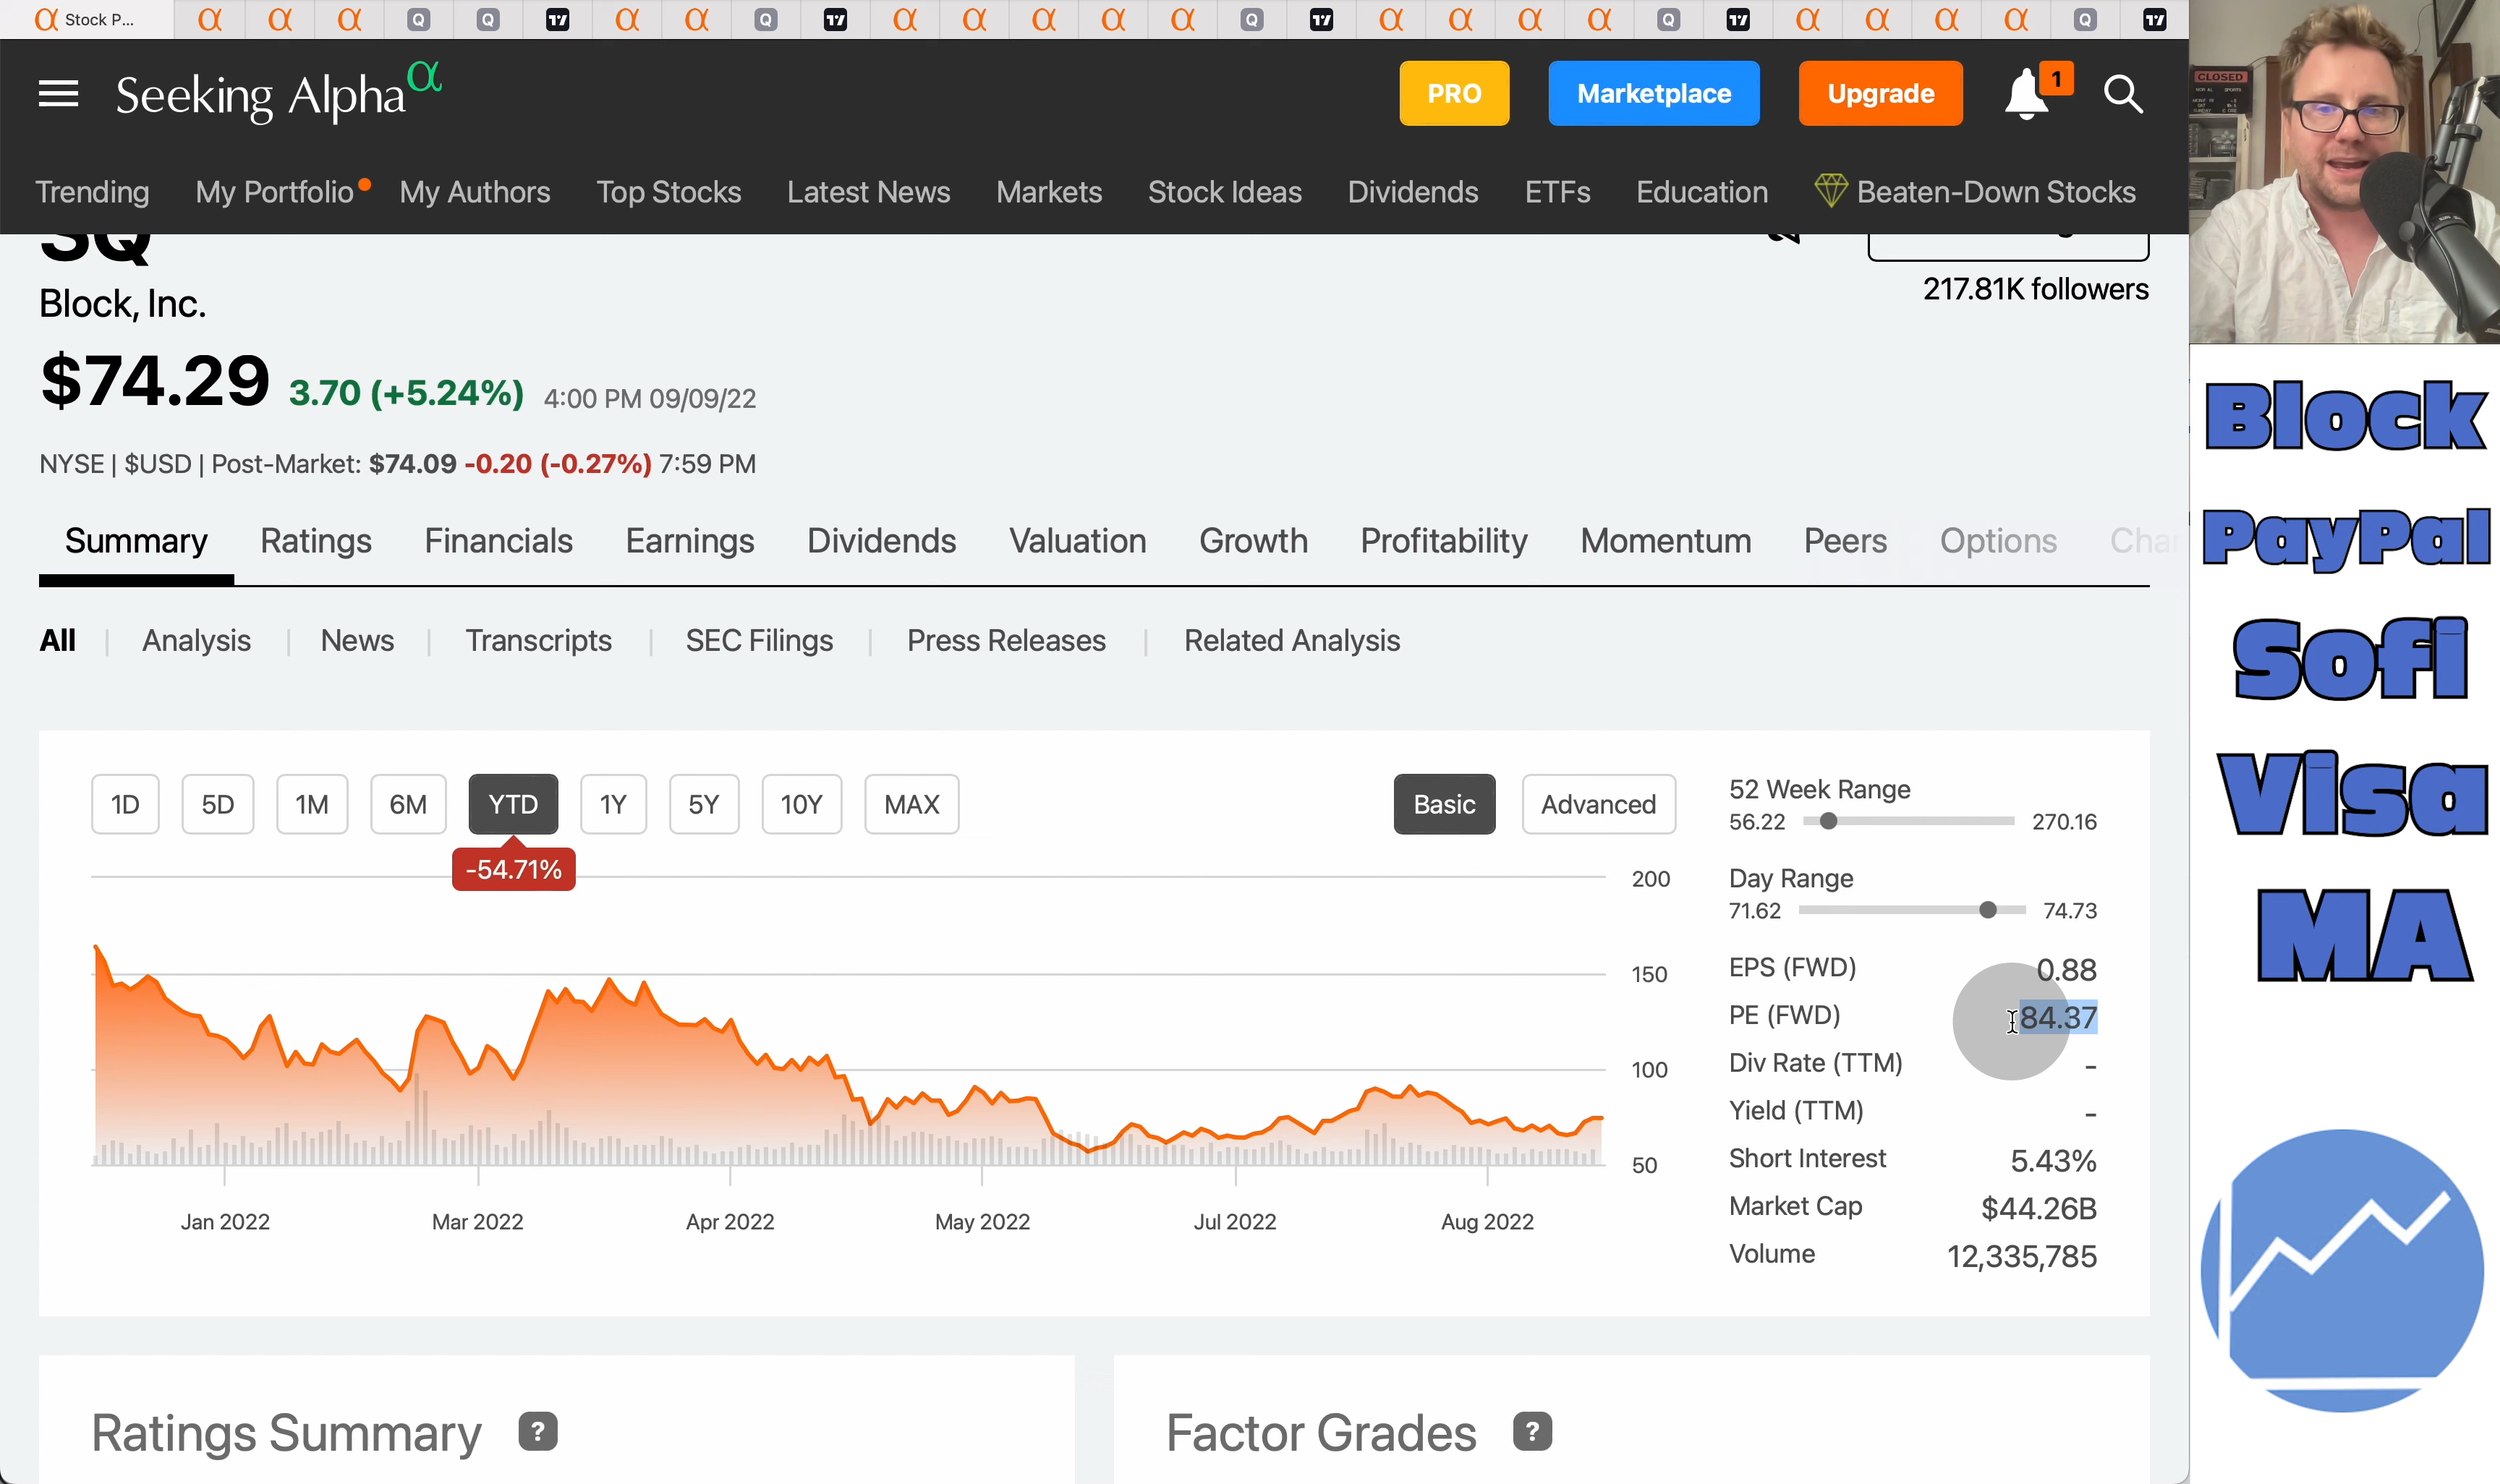 Stock P...
Seeking Alpha α
PRO
Marketplace
Upgrade
1
Trending
My Portfolio
My Authors
Top Stocks
Latest News
Markets
Stock Ideas
Dividends
ETFs
Education
Beaten-Down Stocks
SQ
Block, Inc.
217.81K followers
$74.29 3.70 (+5.24%) 4:00 PM 09/09/22
NYSE | $USD | Post-Market: $74.09 -0.20 (-0.27%) 7:59 PM
Summary Ratings Financials Earnings Dividends Valuation Growth Profitability Momentum Peers Options Char
All | Analysis | News | Transcripts | SEC Filings | Press Releases | Related Analysis
1D 5D 1M 6M YTD 1Y 5Y 10Y MAX
-54.71%
Basic Advanced
200
150
100
50
Jan 2022 Mar 2022 Apr 2022 May 2022 Jul 2022 Aug 2022
52 Week Range
56.22 270.16
Day Range
71.62 74.73
EPS (FWD) 0.88
PE (FWD) 84.37
Div Rate (TTM) -
Yield (TTM) -
Short Interest 5.43%
Market Cap $44.26B
Volume 12,335,785
Ratings Summary ?
Factor Grades ?
CLOSED
Block
PayPal
Sofi
Visa
MA